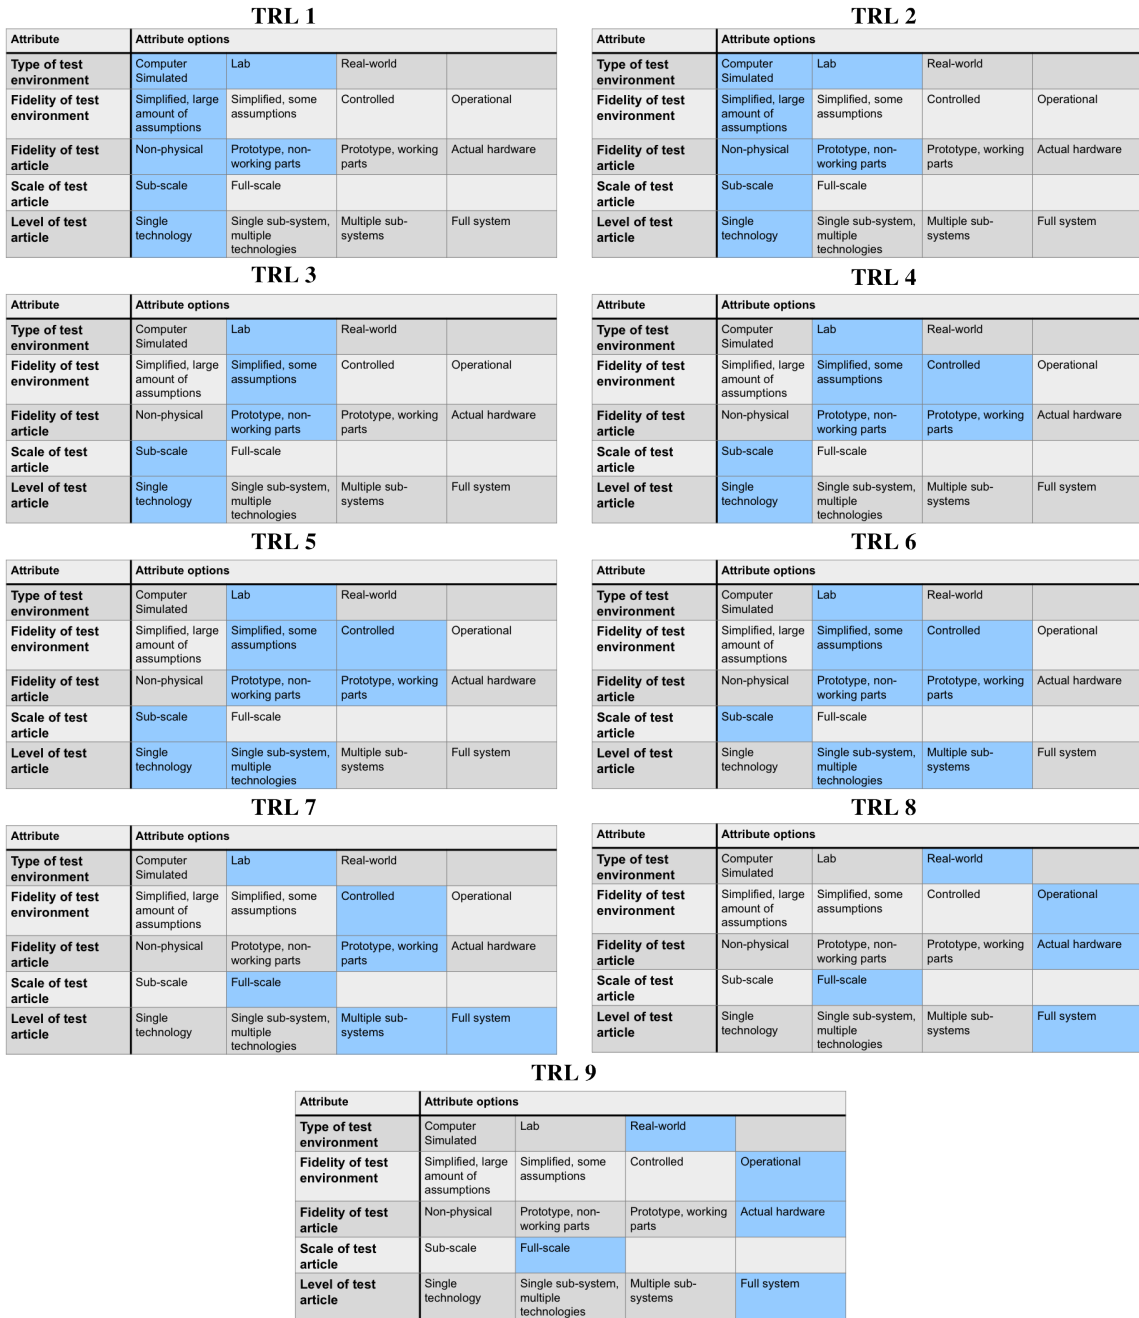 TRL 1
Attribute Attribute options
Type of test environment Computer Simulated Lab Real-world
Fidelity of test environment Simplified, large amount of assumptions Simplified, some assumptions Controlled Operational
Fidelity of test article Non-physical Prototype, non-working parts Prototype, working parts Actual hardware
Scale of test article Sub-scale Full-scale
Level of test article Single technology Single sub-system, multiple technologies Multiple sub-systems Full system
TRL 2
Attribute Attribute options
Type of test environment Computer Simulated Lab Real-world
Fidelity of test environment Simplified, large amount of assumptions Simplified, some assumptions Controlled Operational
Fidelity of test article Non-physical Prototype, non-working parts Prototype, working parts Actual hardware
Scale of test article Sub-scale Full-scale
Level of test article Single technology Single sub-system, multiple technologies Multiple sub-systems Full system
TRL 3
Attribute Attribute options
Type of test environment Computer Simulated Lab Real-world
Fidelity of test environment Simplified, large amount of assumptions Simplified, some assumptions Controlled Operational
Fidelity of test article Non-physical Prototype, non-working parts Prototype, working parts Actual hardware
Scale of test article Sub-scale Full-scale
Level of test article Single technology Single sub-system, multiple technologies Multiple sub-systems Full system
TRL 4
Attribute Attribute options
Type of test environment Computer Simulated Lab Real-world
Fidelity of test environment Simplified, large amount of assumptions Simplified, some assumptions Controlled Operational
Fidelity of test article Non-physical Prototype, non-working parts Prototype, working parts Actual hardware
Scale of test article Sub-scale Full-scale
Level of test article Single technology Single sub-system, multiple technologies Multiple sub-systems Full system
TRL 5
Attribute Attribute options
Type of test environment Computer Simulated Lab Real-world
Fidelity of test environment Simplified, large amount of assumptions Simplified, some assumptions Controlled Operational
Fidelity of test article Non-physical Prototype, non-working parts Prototype, working parts Actual hardware
Scale of test article Sub-scale Full-scale
Level of test article Single technology Single sub-system, multiple technologies Multiple sub-systems Full system
TRL 6
Attribute Attribute options
Type of test environment Computer Simulated Lab Real-world
Fidelity of test environment Simplified, large amount of assumptions Simplified, some assumptions Controlled Operational
Fidelity of test article Non-physical Prototype, non-working parts Prototype, working parts Actual hardware
Scale of test article Sub-scale Full-scale
Level of test article Single technology Single sub-system, multiple technologies Multiple sub-systems Full system
TRL 7
Attribute Attribute options
Type of test environment Computer Simulated Lab Real-world
Fidelity of test environment Simplified, large amount of assumptions Simplified, some assumptions Controlled Operational
Fidelity of test article Non-physical Prototype, non-working parts Prototype, working parts Actual hardware
Scale of test article Sub-scale Full-scale
Level of test article Single technology Single sub-system, multiple technologies Multiple sub-systems Full system
TRL 8
Attribute Attribute options
Type of test environment Computer Simulated Lab Real-world
Fidelity of test environment Simplified, large amount of assumptions Simplified, some assumptions Controlled Operational
Fidelity of test article Non-physical Prototype, non-working parts Prototype, working parts Actual hardware
Scale of test article Sub-scale Full-scale
Level of test article Single technology Single sub-system, multiple technologies Multiple sub-systems Full system
TRL 9
Attribute Attribute options
Type of test environment Computer Simulated Lab Real-world
Fidelity of test environment Simplified, large amount of assumptions Simplified, some assumptions Controlled Operational
Fidelity of test article Non-physical Prototype, non-working parts Prototype, working parts Actual hardware
Scale of test article Sub-scale Full-scale
Level of test article Single technology Single sub-system, multiple technologies Multiple sub-systems Full system